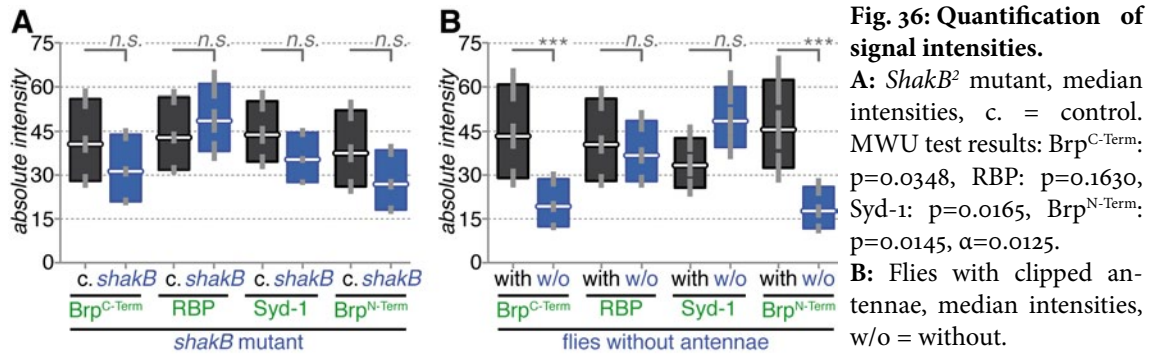 A
n.s. n.s. n.s. n.s.
absolute intensity
75
60
45
30
15
0
c. shakB c. shakB c. shakB c. shakB
Brp^C-Term RBP Syd-1 Brp^N-Term
shakB mutant
B
*** n.s. n.s. ***
absolute intensity
75
60
45
30
15
0
with w/o with w/o with w/o with w/o
Brp^C-Term RBP Syd-1 Brp^N-Term
flies without antennae
Fig. 36: Quantification of
signal intensities.
A: ShakB² mutant, median
intensities, c. = control.
MWU test results: Brp^C-Term:
p=0.0348, RBP: p=0.1630,
Syd-1: p=0.0165, Brp^N-Term:
p=0.0145, α=0.0125.
B: Flies with clipped an-
tennae, median intensities,
w/o = without.